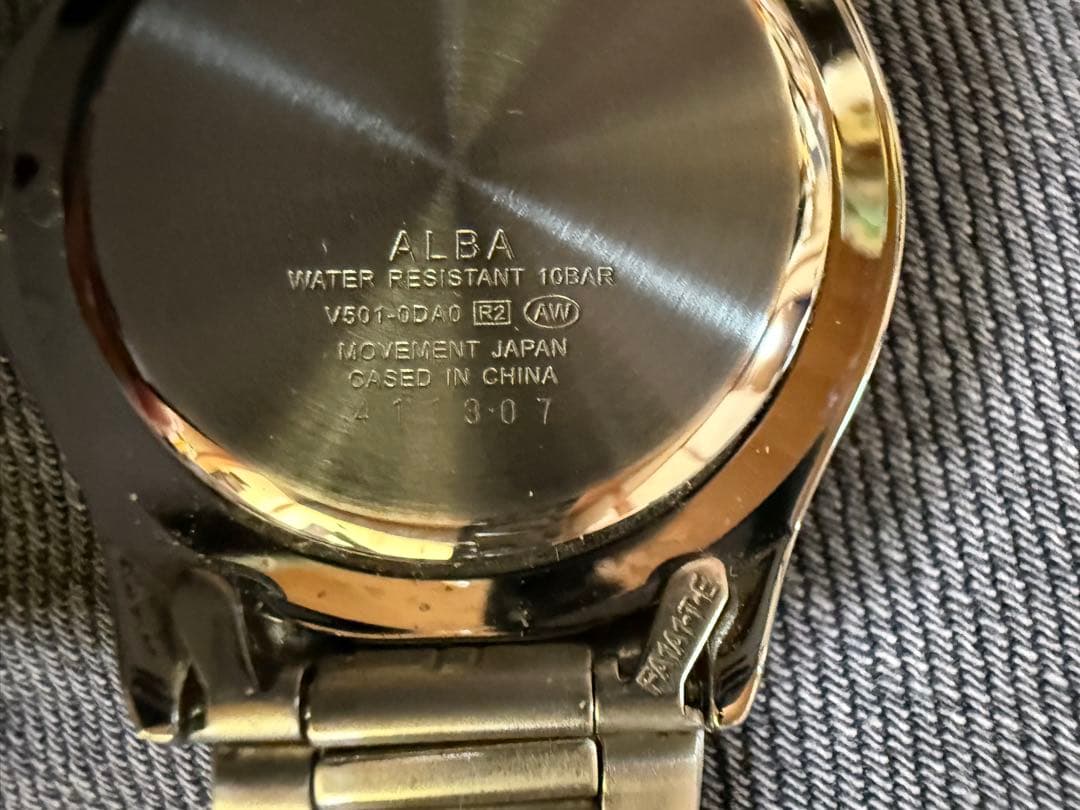 ALBA
WATER RESISTANT 10BAR
V501-0DA0 R2 AW
MOVEMENT JAPAN
CASED IN CHINA